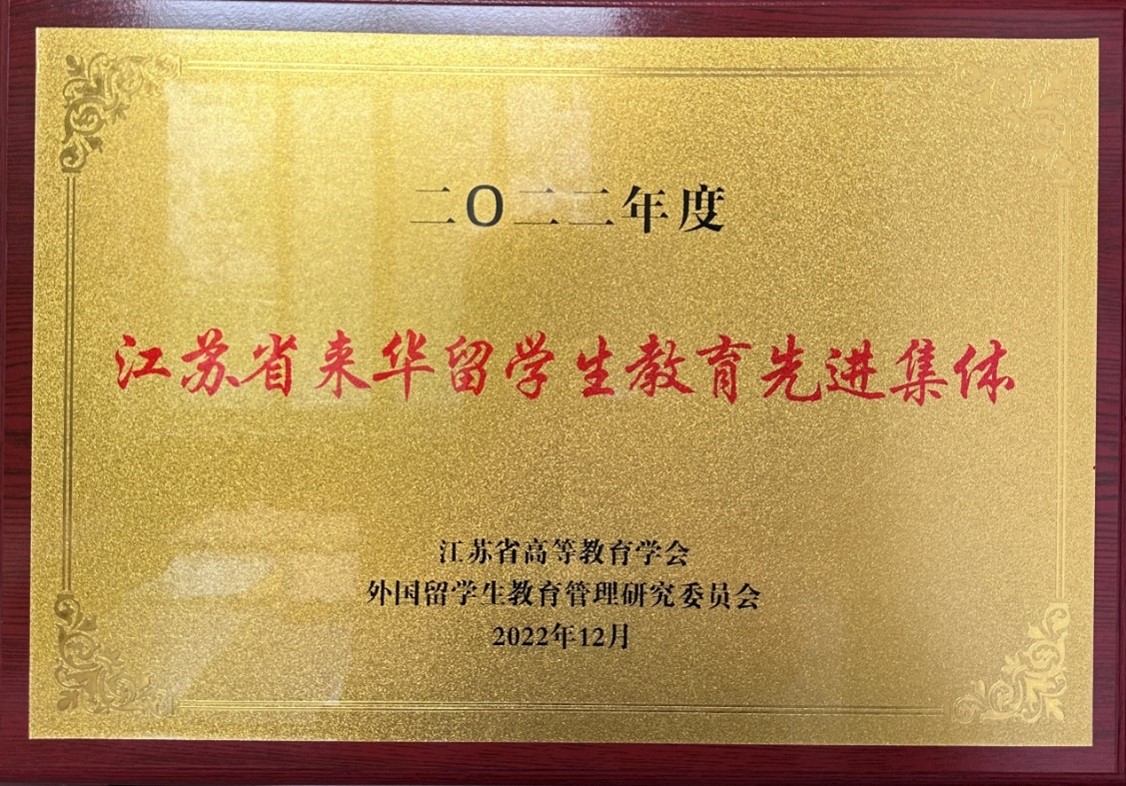 二〇二二年度
江苏省来华留学生教育先进集体
江苏省高等教育学会
外国留学生教育管理研究委员会
2022年12月